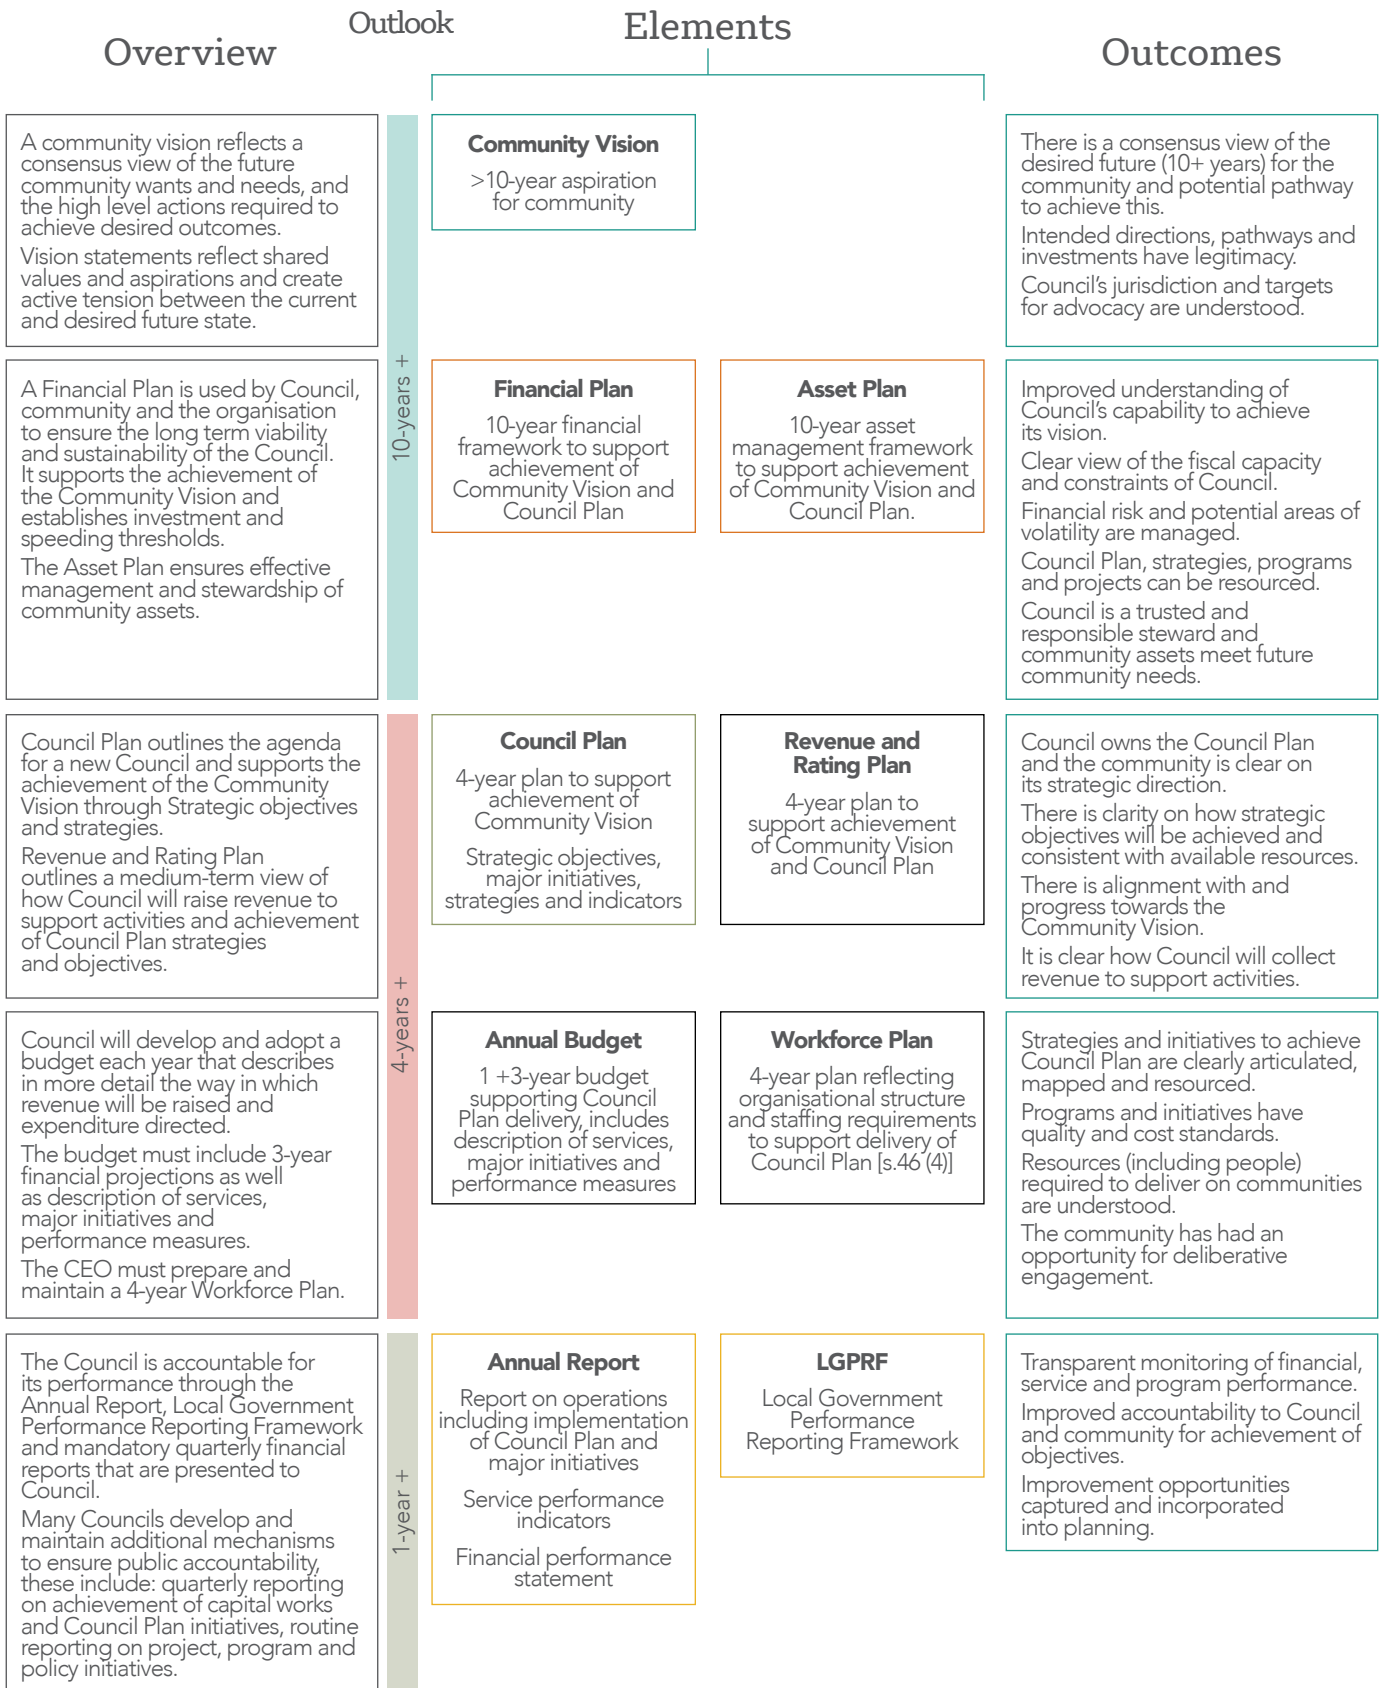 Outlook
Elements
Overview
Outcomes
A community vision reflects a
consensus view of the future
community wants and needs, and
the high level actions required to
achieve desired outcomes.
Vision statements reflect shared
values and aspirations and create
active tension between the current
and desired future state.
10-years +
Community Vision
>10-year aspiration
for community
There is a consensus view of the
desired future (10+ years) for the
community and potential pathway
to achieve this.
Intended directions, pathways and
investments have legitimacy.
Council’s jurisdiction and targets
for advocacy are understood.
A Financial Plan is used by Council,
community and the organisation
to ensure the long term viability
and sustainability of the Council.
It supports the achievement of
the Community Vision and
establishes investment and
speeding thresholds.
The Asset Plan ensures effective
management and stewardship of
community assets.
Financial Plan
10-year financial
framework to support
achievement of
Community Vision and
Council Plan
Asset Plan
10-year asset
management framework
to support achievement
of Community Vision and
Council Plan.
Improved understanding of
Council’s capability to achieve
its vision.
Clear view of the fiscal capacity
and constraints of Council.
Financial risk and potential areas of
volatility are managed.
Council Plan, strategies, programs
and projects can be resourced.
Council is a trusted and
responsible steward and
community assets meet future
community needs.
Council Plan outlines the agenda
for a new Council and supports the
achievement of the Community
Vision through Strategic objectives
and strategies.
Revenue and Rating Plan
outlines a medium-term view of
how Council will raise revenue to
support activities and achievement
of Council Plan strategies
and objectives.
4-years +
Council Plan
4-year plan to support
achievement of
Community Vision
Strategic objectives,
major initiatives,
strategies and indicators
Revenue and
Rating Plan
4-year plan to
support achievement
of Community Vision
and Council Plan
Council owns the Council Plan
and the community is clear on
its strategic direction.
There is clarity on how strategic
objectives will be achieved and
consistent with available resources.
There is alignment with and
progress towards the
Community Vision.
It is clear how Council will collect
revenue to support activities.
Council will develop and adopt a
budget each year that describes
in more detail the way in which
revenue will be raised and
expenditure directed.
The budget must include 3-year
financial projections as well
as description of services,
major initiatives and
performance measures.
The CEO must prepare and
maintain a 4-year Workforce Plan.
Annual Budget
1 +3-year budget
supporting Council
Plan delivery, includes
description of services,
major initiatives and
performance measures
Workforce Plan
4-year plan reflecting
organisational structure
and staffing requirements
to support delivery of
Council Plan [s.46 (4)]
Strategies and initiatives to achieve
Council Plan are clearly articulated,
mapped and resourced.
Programs and initiatives have
quality and cost standards.
Resources (including people)
required to deliver on communities
are understood.
The community has had an
opportunity for deliberative
engagement.
The Council is accountable for
its performance through the
Annual Report, Local Government
Performance Reporting Framework
and mandatory quarterly financial
reports that are presented to
Council.
Many Councils develop and
maintain additional mechanisms
to ensure public accountability,
these include: quarterly reporting
on achievement of capital works
and Council Plan initiatives, routine
reporting on project, program and
policy initiatives.
1-year +
Annual Report
Report on operations
including implementation
of Council Plan and
major initiatives
Service performance
indicators
Financial performance
statement
LGPRF
Local Government
Performance
Reporting Framework
Transparent monitoring of financial,
service and program performance.
Improved accountability to Council
and community for achievement of
objectives.
Improvement opportunities
captured and incorporated
into planning.